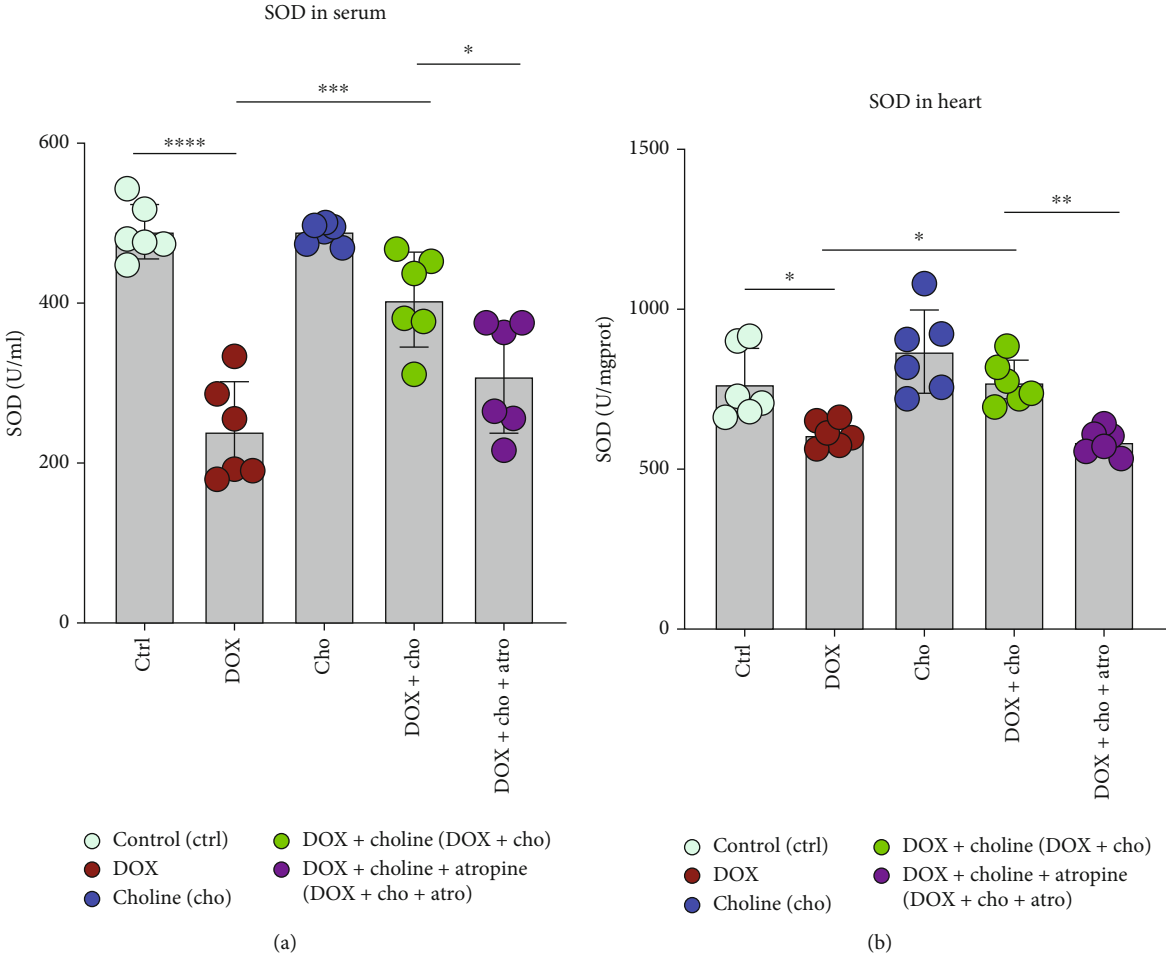 SOD in serum
*
***
****
600
400
200
0
SOD (U/ml)
Ctrl
DOX
Cho
DOX + cho
DOX + cho + atro
Control (ctrl)
DOX
Choline (cho)
DOX + choline (DOX + cho)
DOX + choline + atropine
(DOX + cho + atro)
(a)
SOD in heart
**
*
*
1500
1000
500
0
SOD (U/mgprot)
Ctrl
DOX
Cho
DOX + cho
DOX + cho + atro
Control (ctrl)
DOX
Choline (cho)
DOX + choline (DOX + cho)
DOX + choline + atropine
(DOX + cho + atro)
(b)